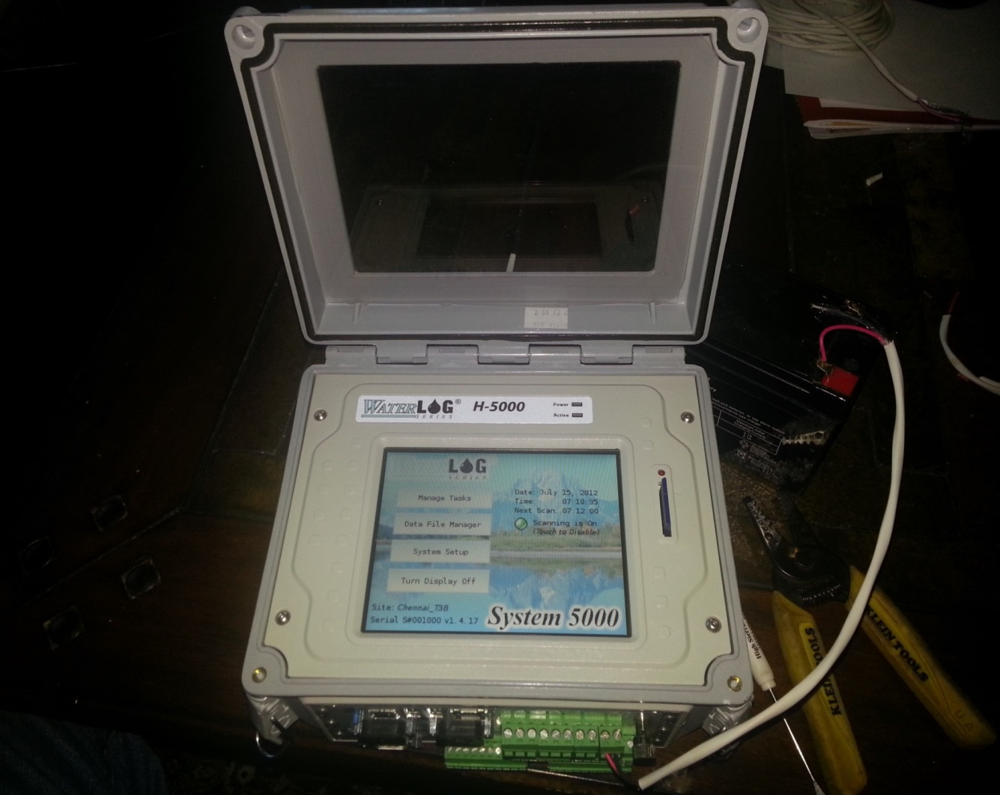 WATERLOG® H-5000
SERIES
Power
Active
LOG
SERIES
Manage Tasks
Data File Manager
System Setup
Turn Display Off
Date: July 15, 2012
Time: 07 10:35
Next Scan: 07 12 00
Scanning is On
(Touch to Disable)
Site: Chennai_T3B
Serial S#001000 v1.4.17
System 5000
KLEIN TOOLS
KLEIN TOOLS